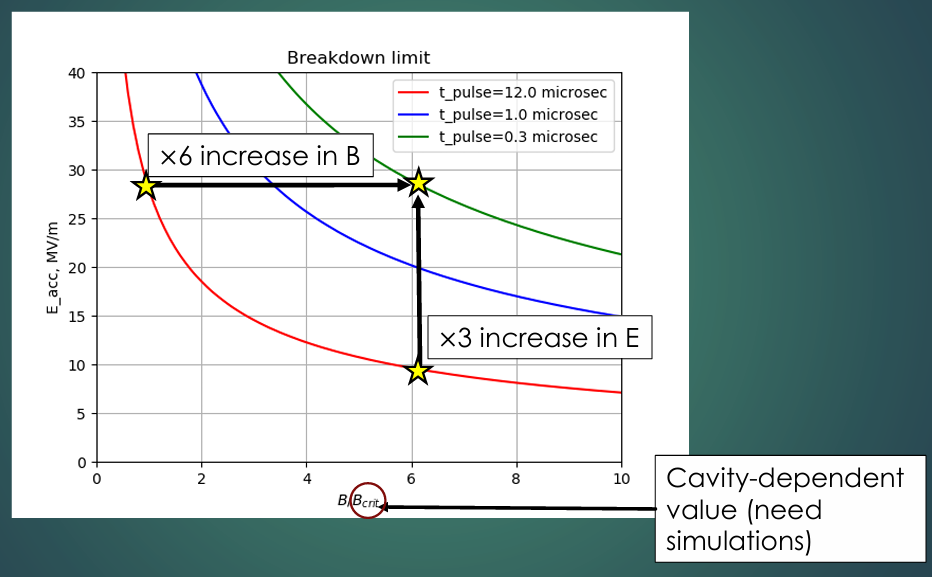 Breakdown limit
40
35
30
25
20
15
10
5
0
E_acc, MV/m
t_pulse=12.0 microsec
t_pulse=1.0 microsec
t_pulse=0.3 microsec
×6 increase in B
×3 increase in E
0
2
4
6
8
10
B/B_crit
Cavity-dependent
value (need
simulations)